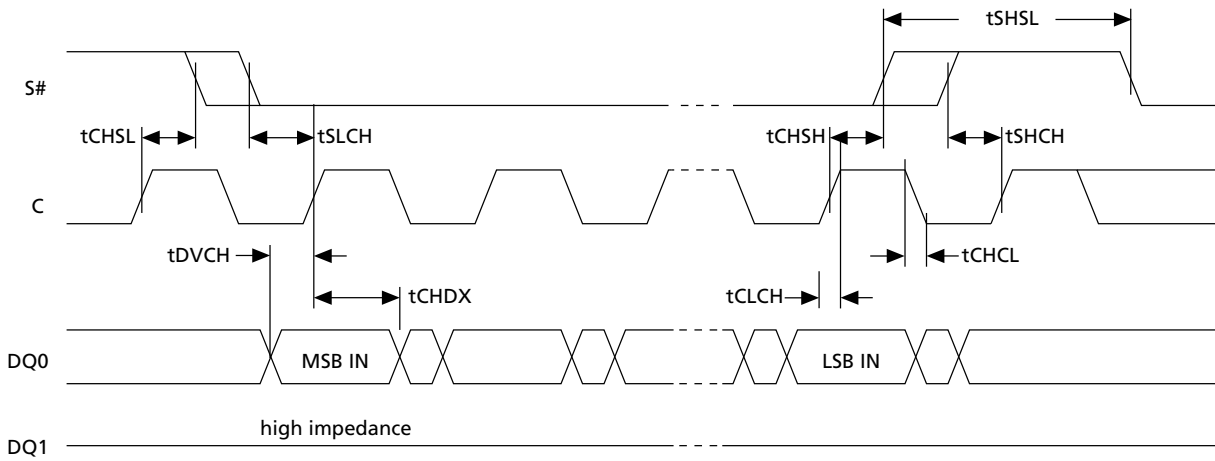 tSHSL
S#
tCHSL
tSLCH
tCHSH
tSHCH
C
tDVCH
tCHCL
tCHDX
tCLCH
DQ0
MSB IN
LSB IN
high impedance
DQ1